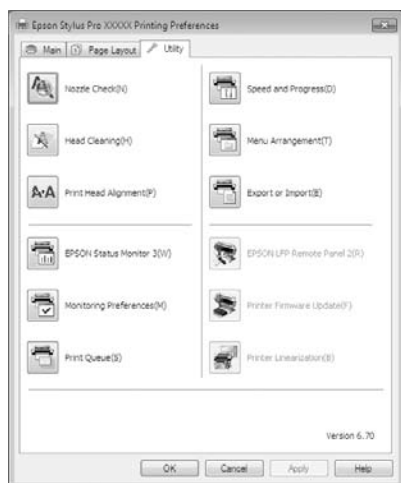 Epson Stylus Pro XXXXX Printing Preferences
Main
Page Layout
Utility
Nozzle Check(N)
Speed and Progress(D)
Head Cleaning(H)
Menu Arrangement(T)
Print Head Alignment(P)
Export or Import(E)
EPSON Status Monitor 3(W)
EPSON LFP Remote Panel 2(R)
Monitoring Preferences(M)
Printer Firmware Update(F)
Print Queue(S)
Printer Linearization(B)
Version 6.70
OK
Cancel
Apply
Help